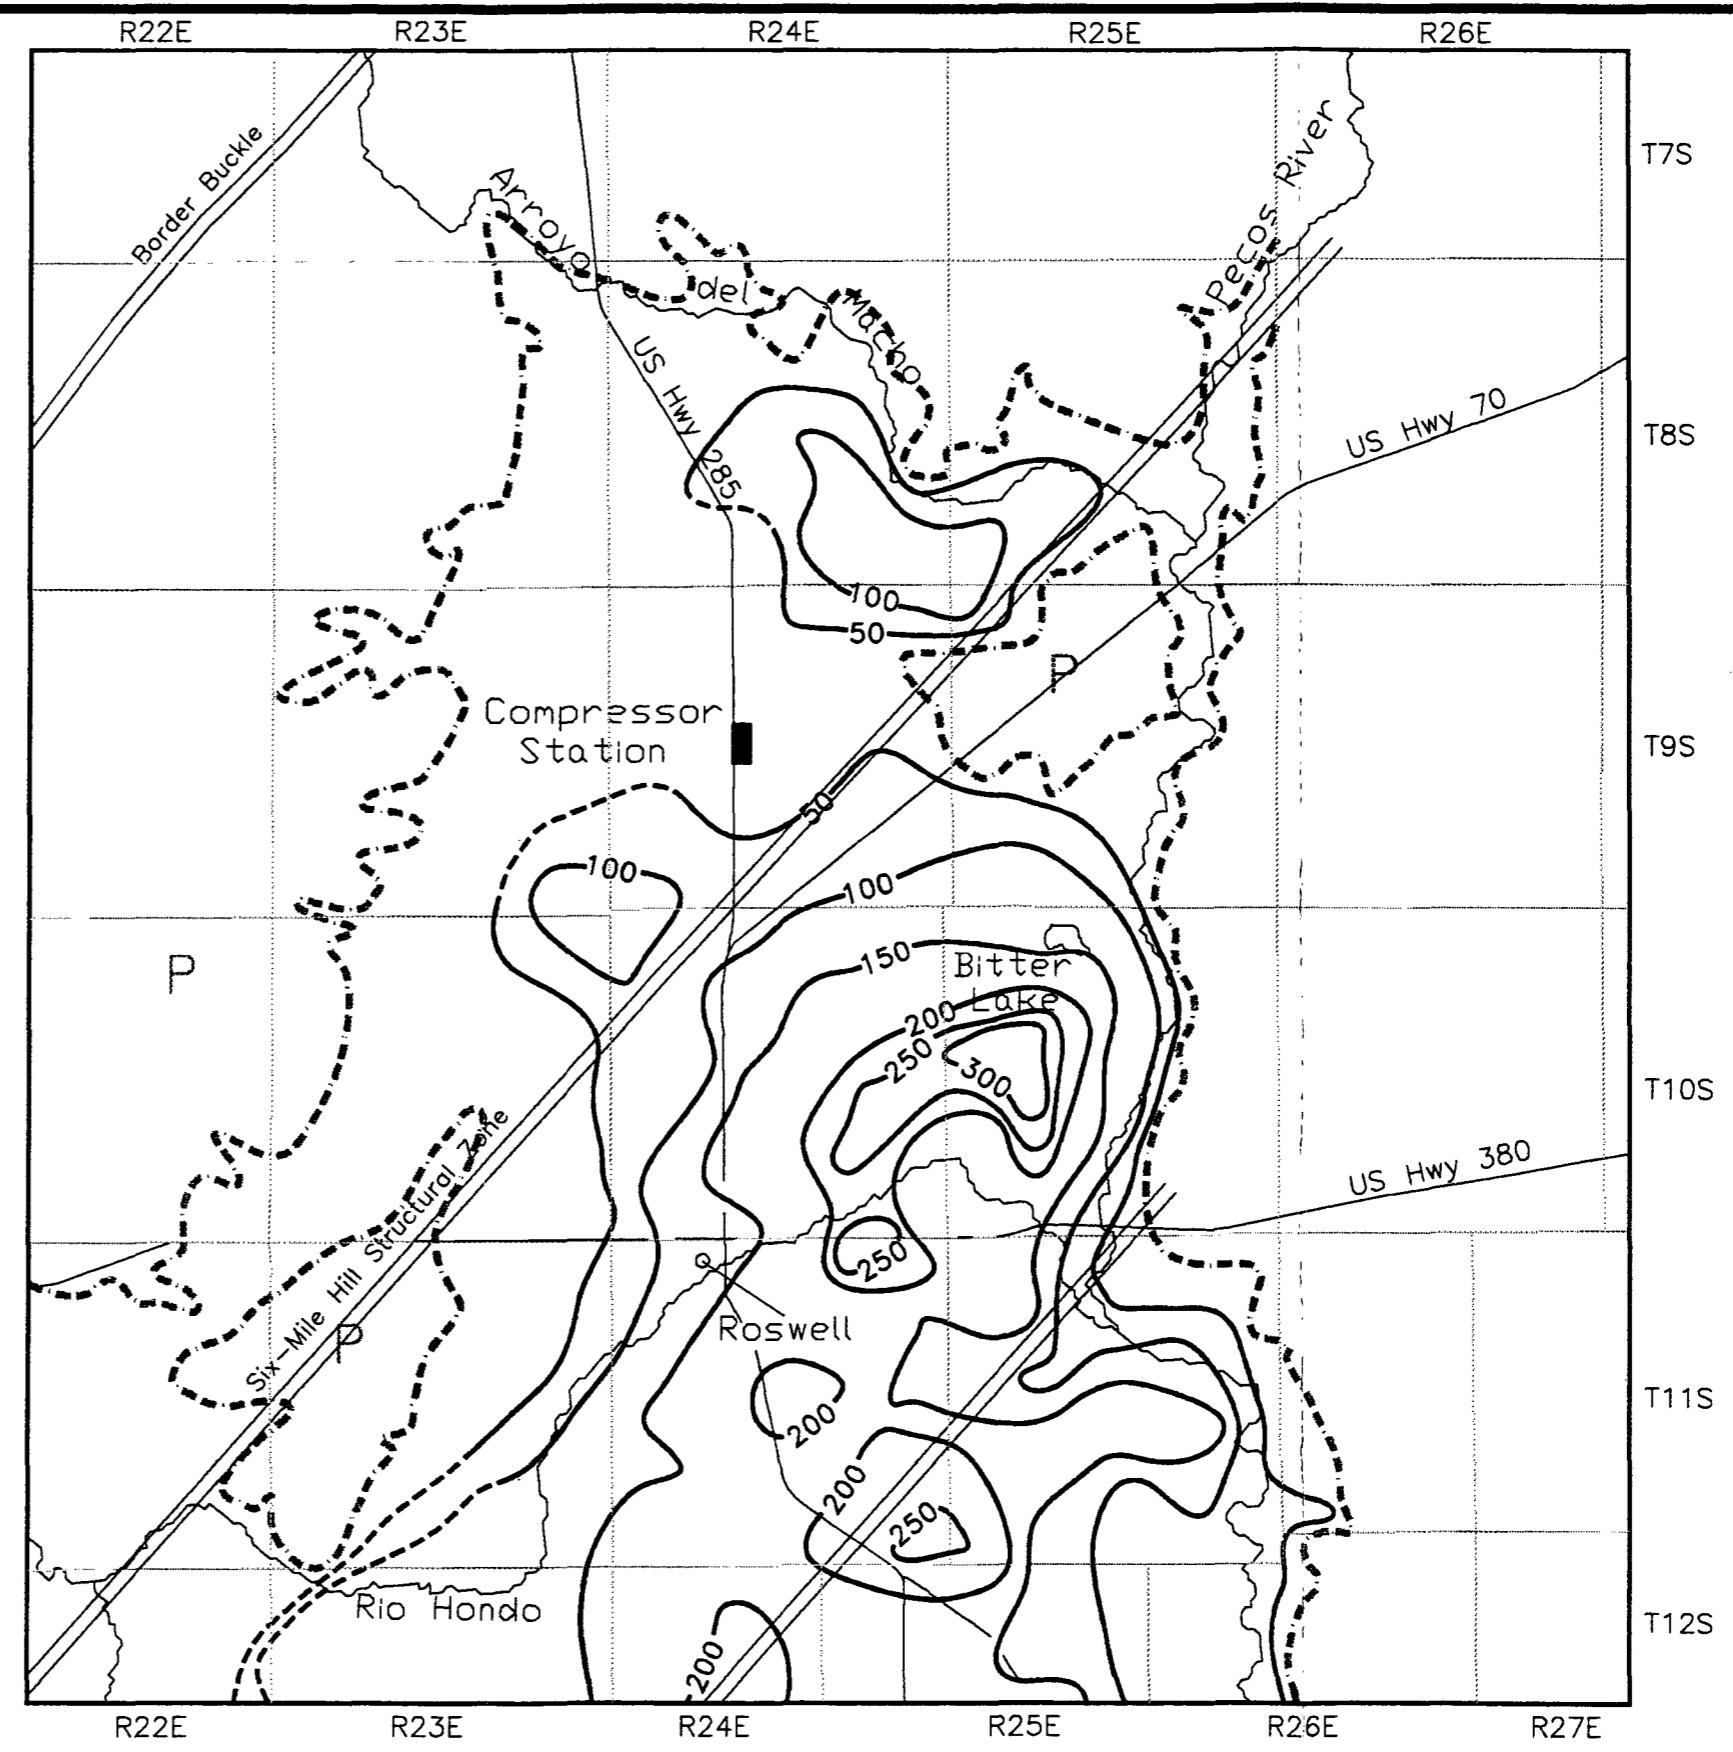 R22E R23E R24E R25E R26E
T7S
Border Buckle
Arroyo del Macho
Pecos River
US Hwy 285
US Hwy 70
T8S
100
50
P
Compressor
Station
T9S
50
100
100
P
150
Bitter
Lake
200
250
300
T10S
Six-Mile Hill Structural Zone
US Hwy 380
250
P
Roswell
T11S
200
200
250
Rio Hondo
T12S
200
R22E R23E R24E R25E R26E R27E